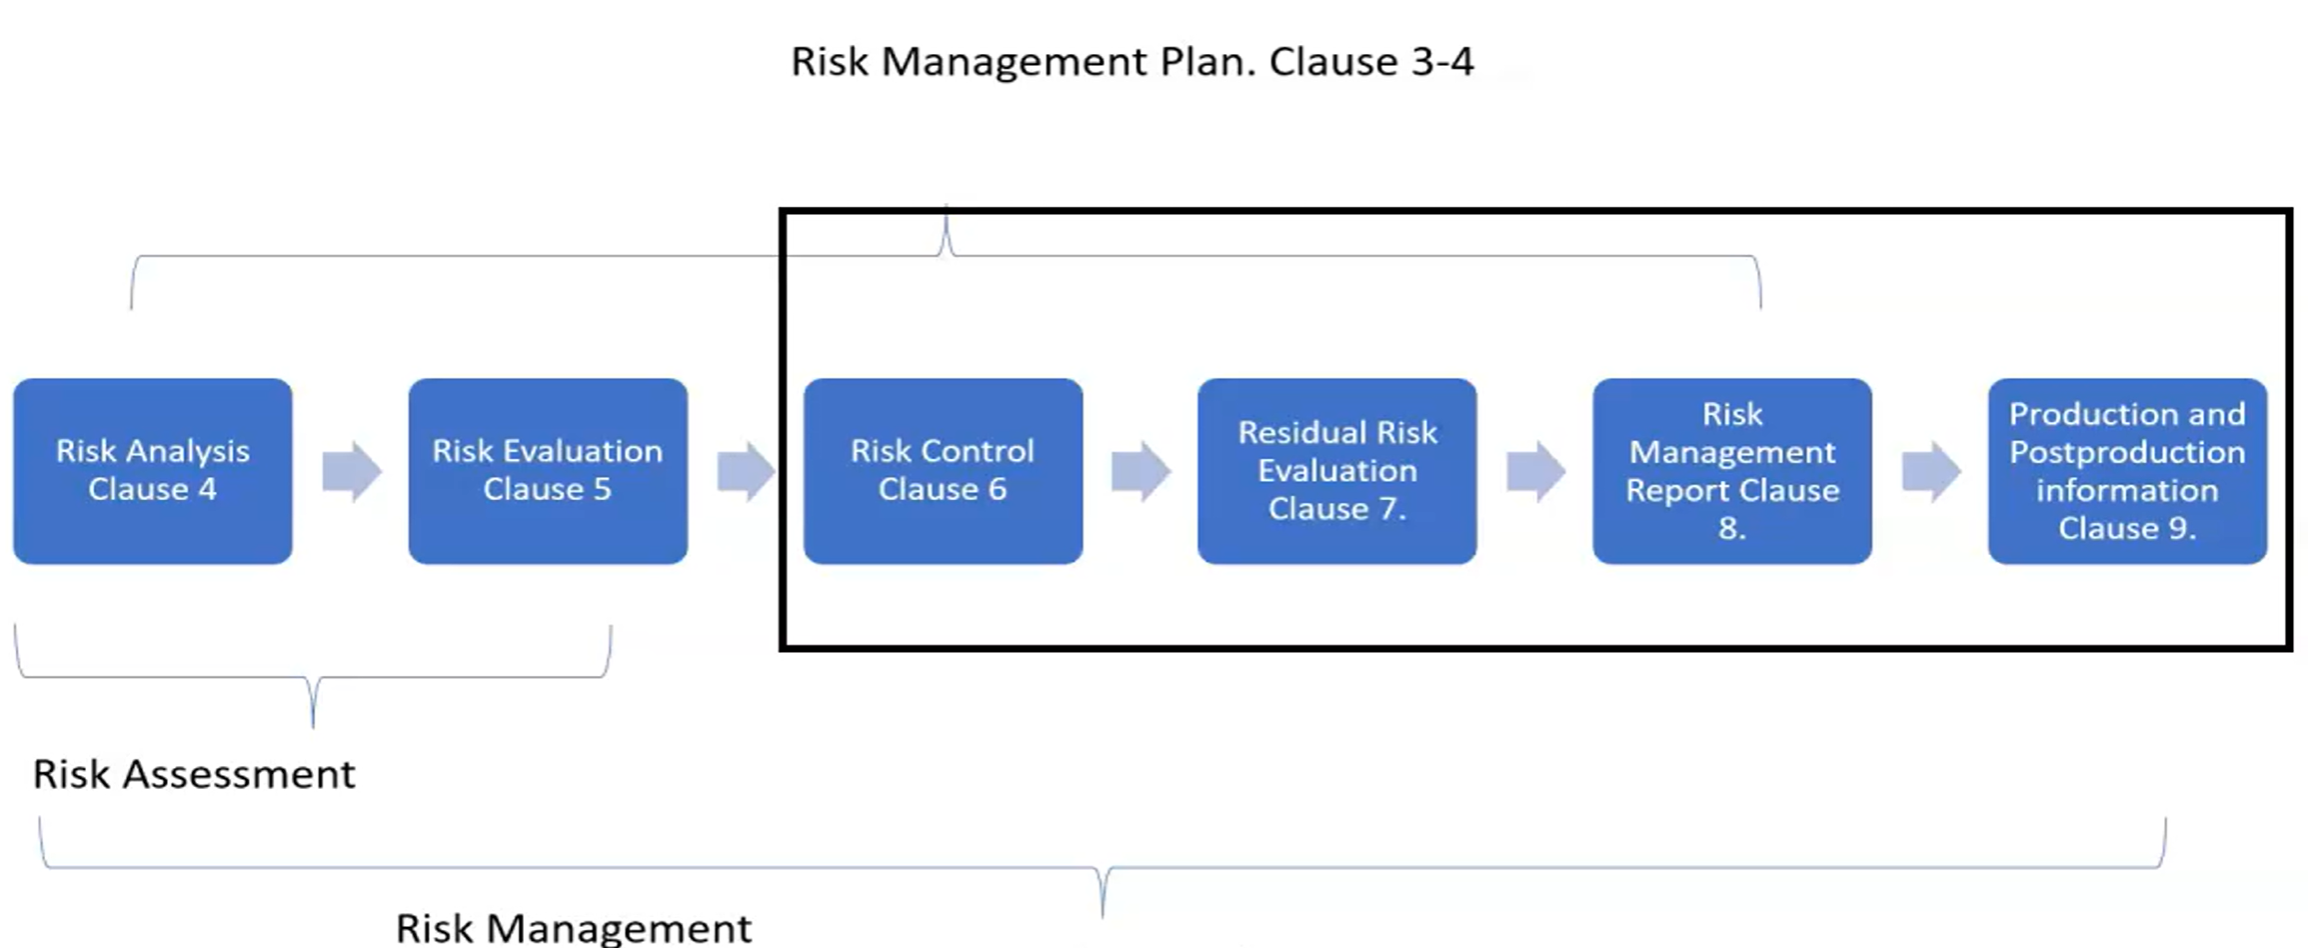 Risk Management Plan. Clause 3-4
Risk Analysis
Clause 4
Risk Evaluation
Clause 5
Risk Control
Clause 6
Residual Risk
Evaluation
Clause 7.
Risk
Management
Report Clause
8.
Production and
Postproduction
information
Clause 9.
Risk Assessment
Risk Management